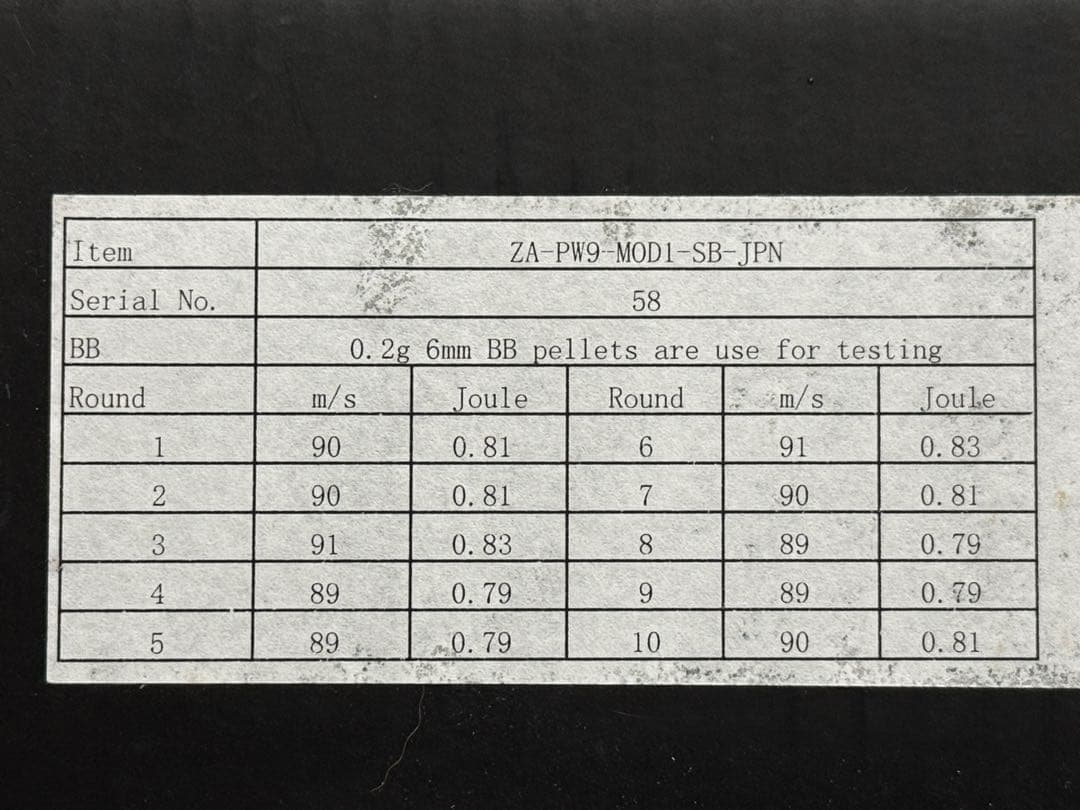 Item ZA-PW9-MOD1-SB-JPN
Serial No. 58
BB 0.2g 6mm BB pellets are use for testing
Round m/s Joule Round m/s Joule
1 90 0.81 6 91 0.83
2 90 0.81 7 90 0.81
3 91 0.83 8 89 0.79
4 89 0.79 9 89 0.79
5 89 0.79 10 90 0.81